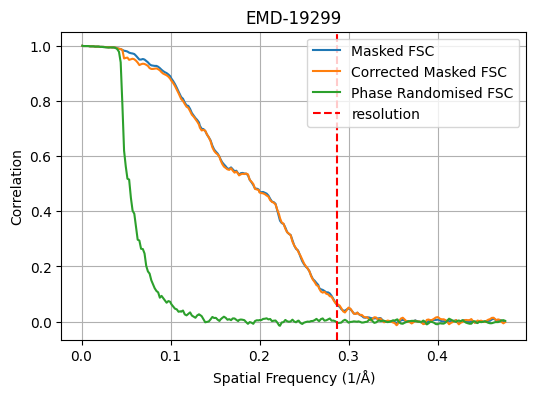 EMD-19299
Masked FSC
Corrected Masked FSC
Phase Randomised FSC
resolution
Correlation
1.0
0.8
0.6
0.4
0.2
0.0
0.0 0.1 0.2 0.3 0.4
Spatial Frequency (1/Å)